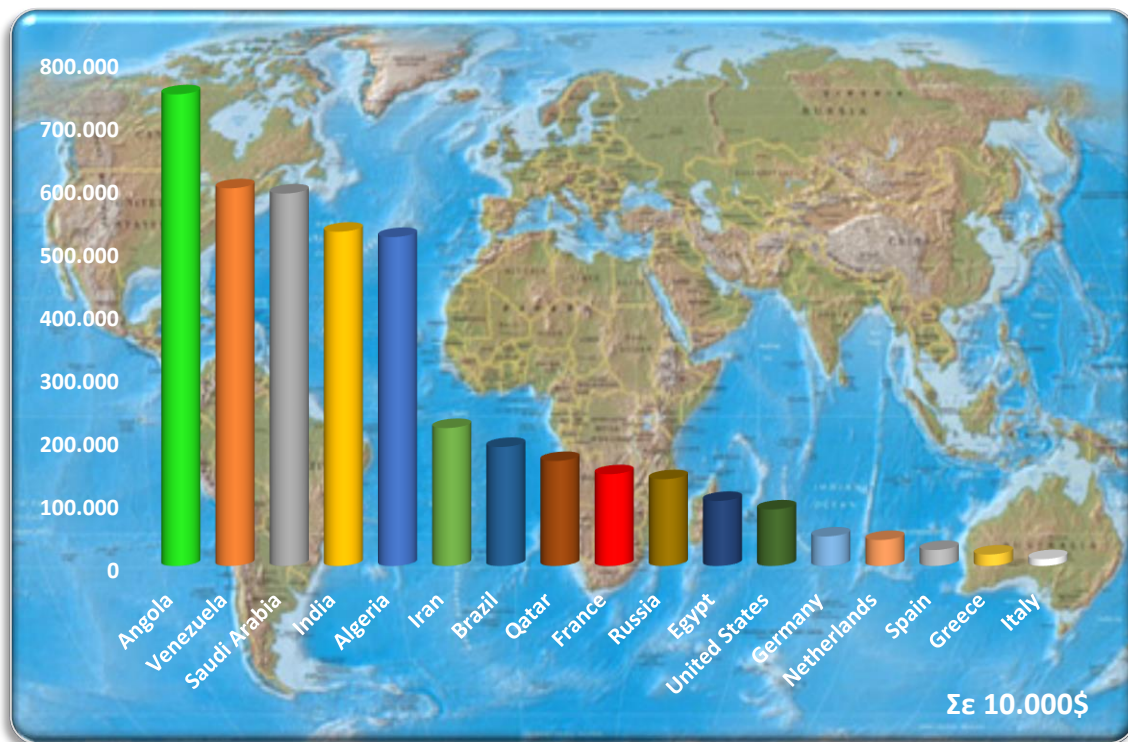 800.000
700.000
600.000
500.000
400.000
300.000
200.000
100.000
0
Angola
Venezuela
Saudi Arabia
India
Algeria
Iran
Brazil
Qatar
France
Russia
Egypt
United States
Germany
Netherlands
Spain
Greece
Italy
Σε 10.000$